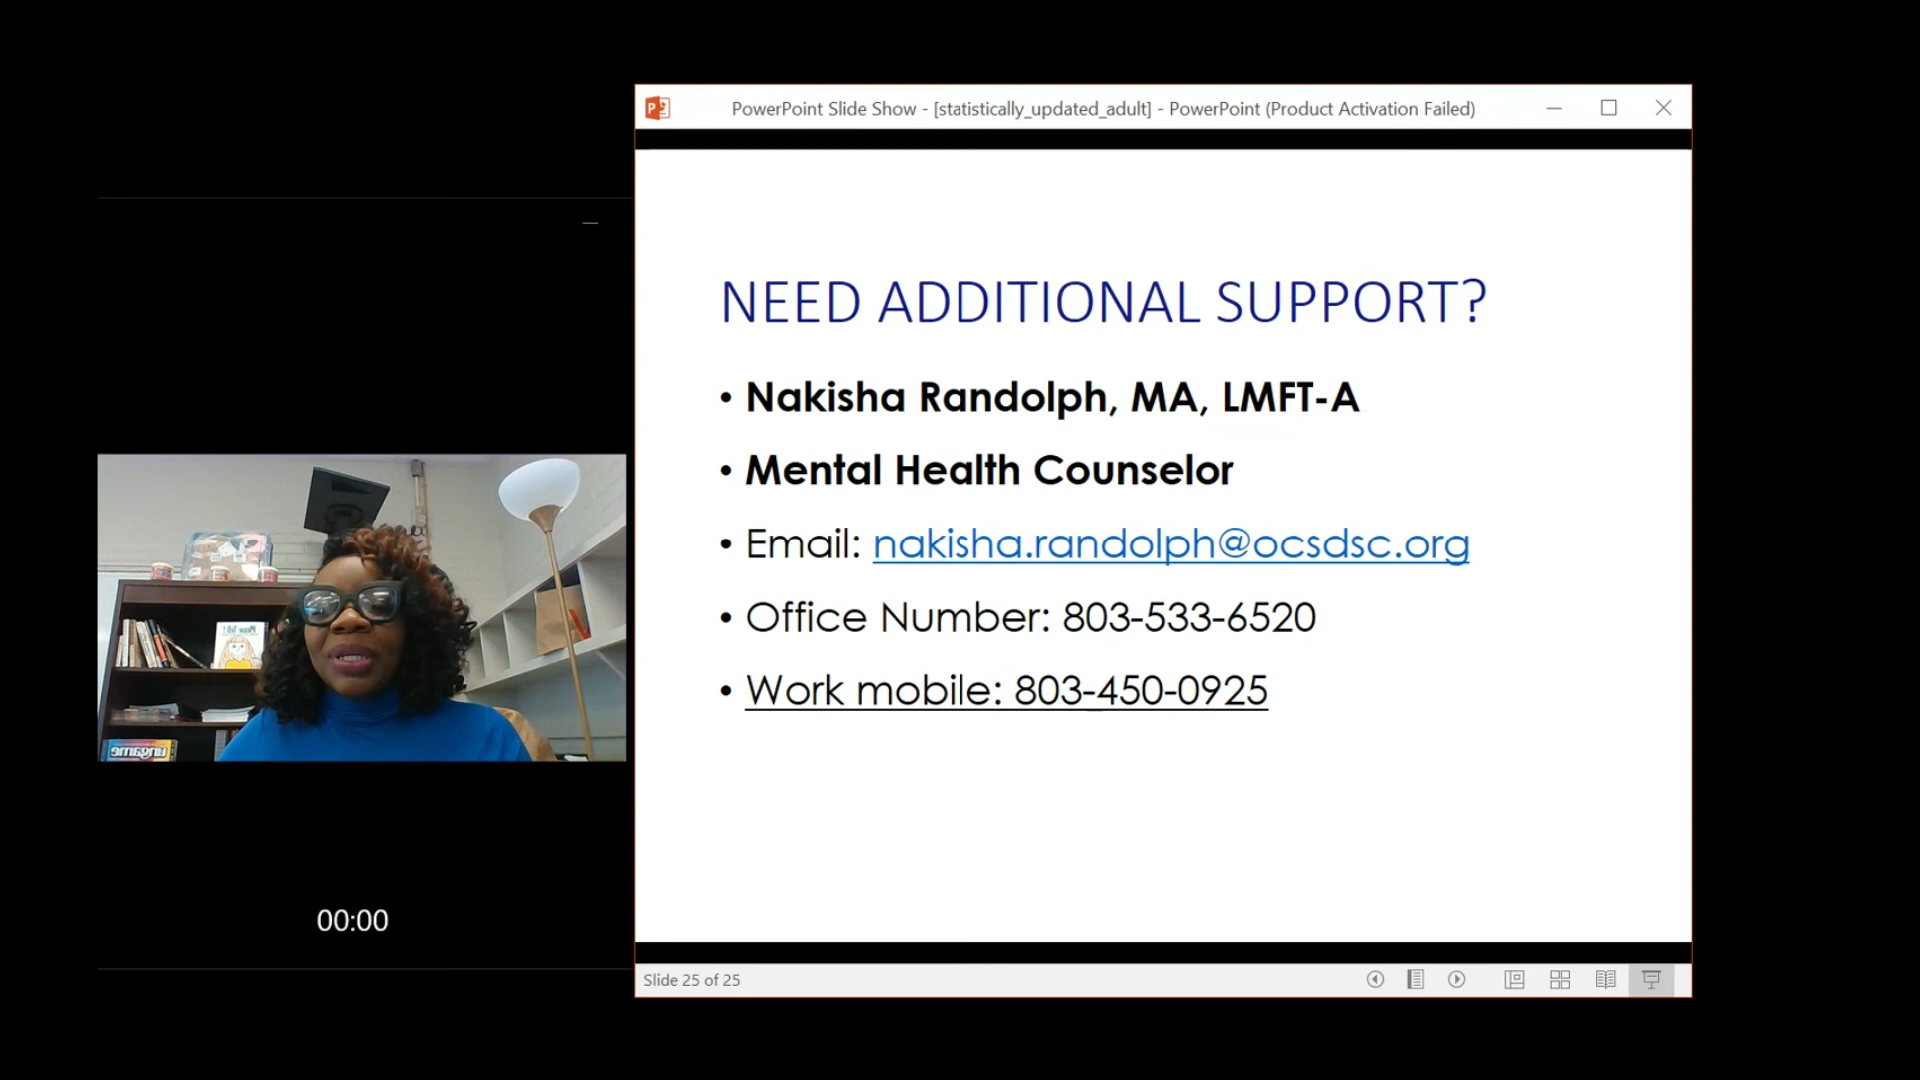 PowerPoint Slide Show - [statistically_updated_adult] - PowerPoint (Product Activation Failed)
NEED ADDITIONAL SUPPORT?
• Nakisha Randolph, MA, LMFT-A
• Mental Health Counselor
• Email: nakisha.randolph@ocsdsc.org
• Office Number: 803-533-6520
• Work mobile: 803-450-0925
ungame
00:00
Slide 25 of 25